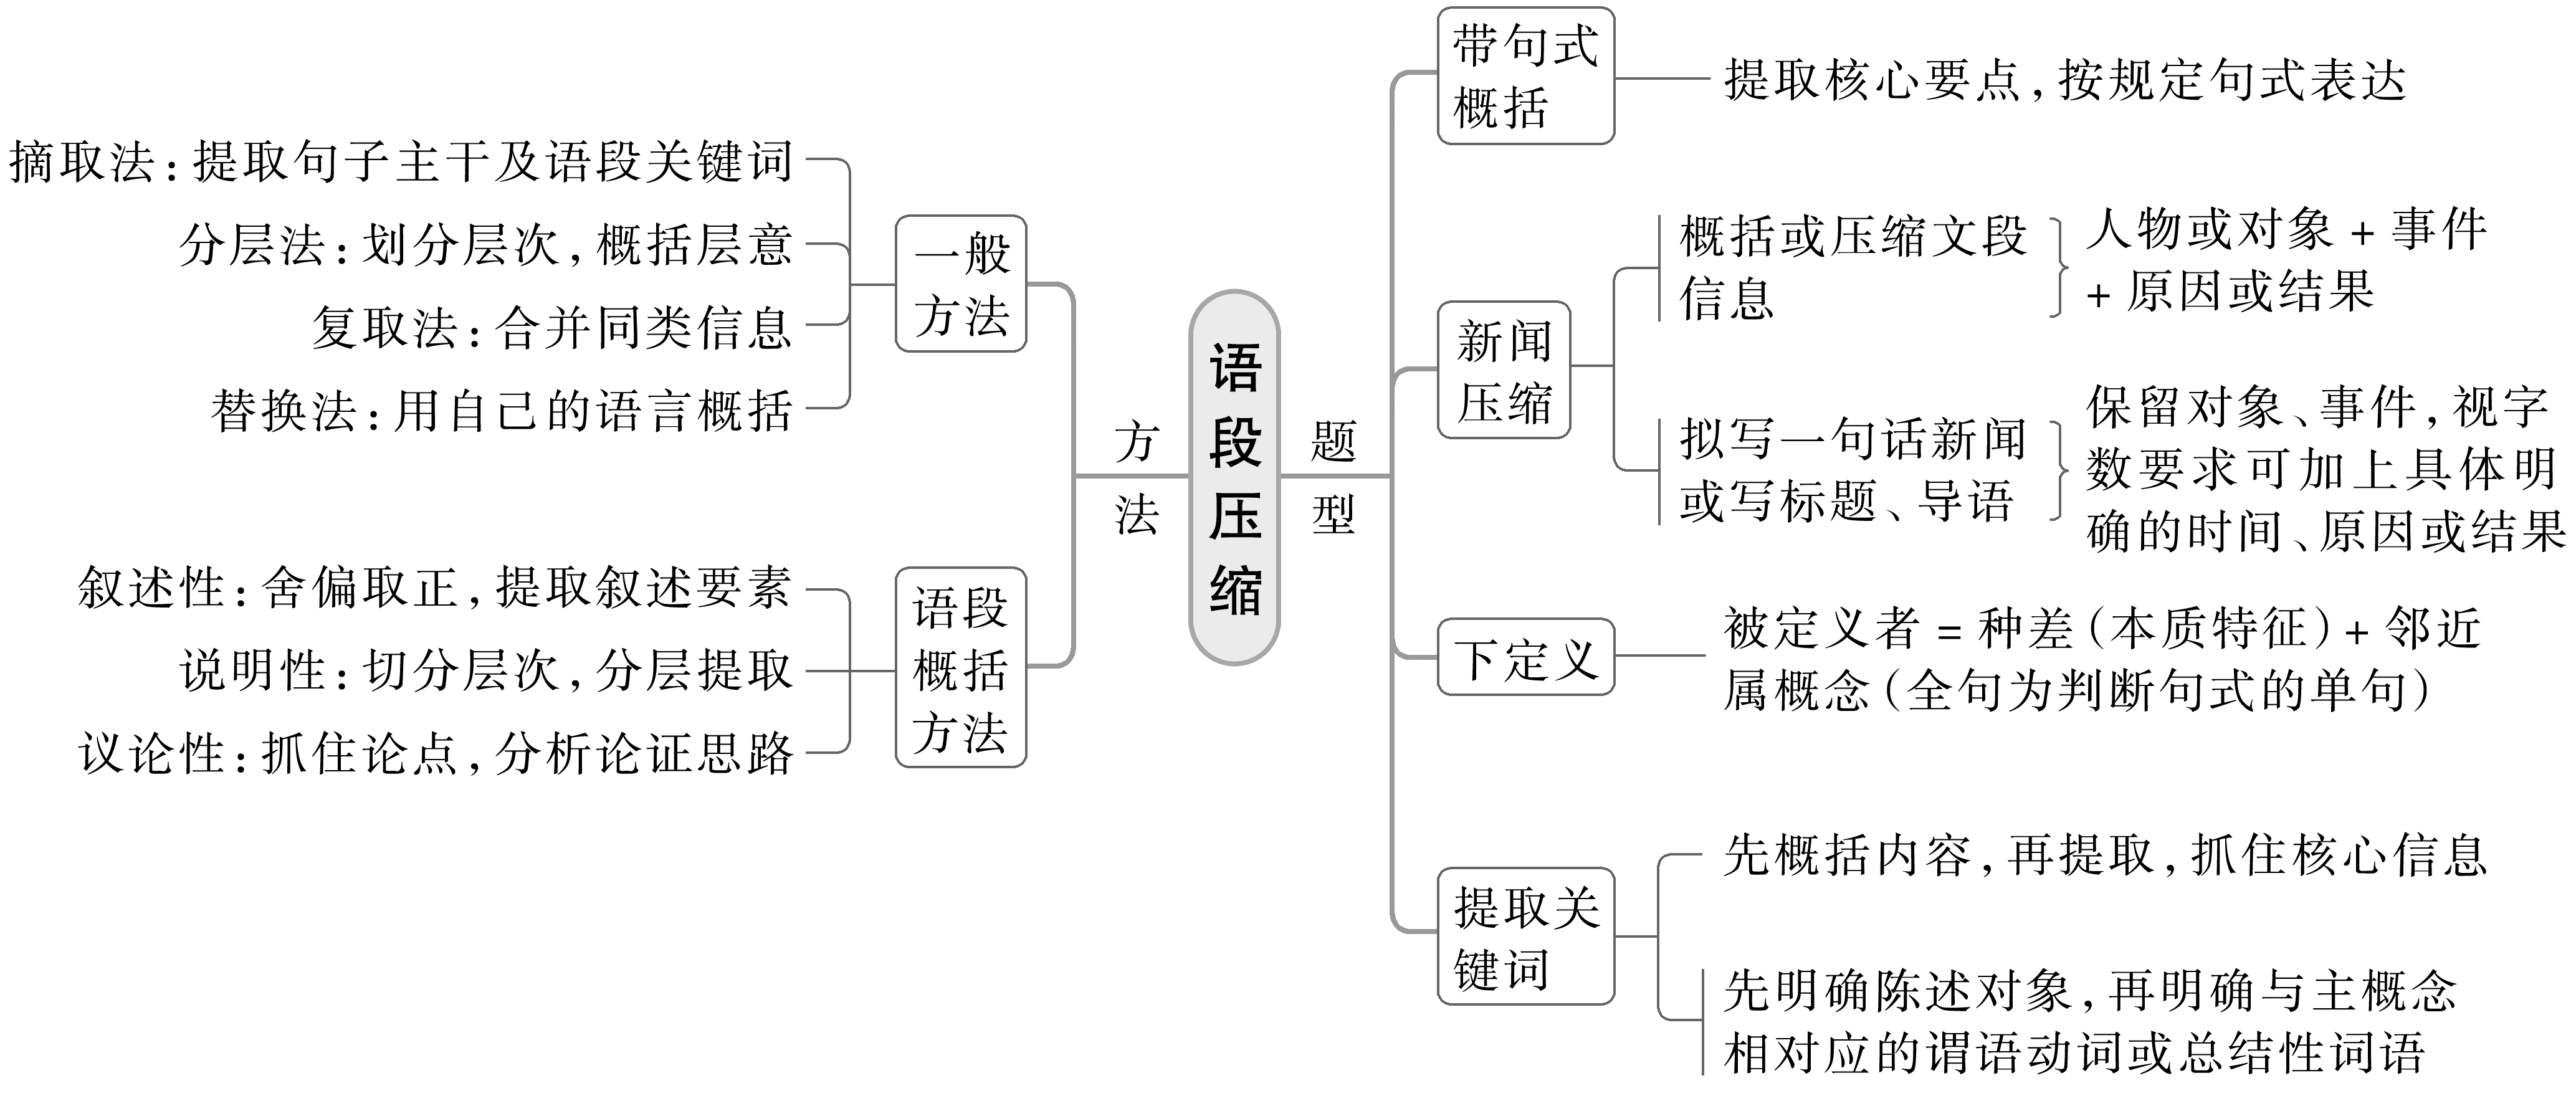 语段压缩
方法
一般
方法
摘取法：提取句子主干及语段关键词
分层法：划分层次，概括层意
复取法：合并同类信息
替换法：用自己的语言概括
语段
概括
方法
叙述性：舍偏取正，提取叙述要素
说明性：切分层次，分层提取
议论性：抓住论点，分析论证思路
题型
带句式
概括
提取核心要点，按规定句式表达
新闻
压缩
概括或压缩文段
信息
人物或对象+事件
+原因或结果
拟写一句话新闻
或写标题、导语
保留对象、事件，视字
数要求可加上具体明
确的时间、原因或结果
下定义
被定义者=种差（本质特征）+邻近
属概念（全句为判断句式的单句）
提取关
键词
先概括内容，再提取，抓住核心信息
先明确陈述对象，再明确与主概念
相对应的谓语动词或总结性词语